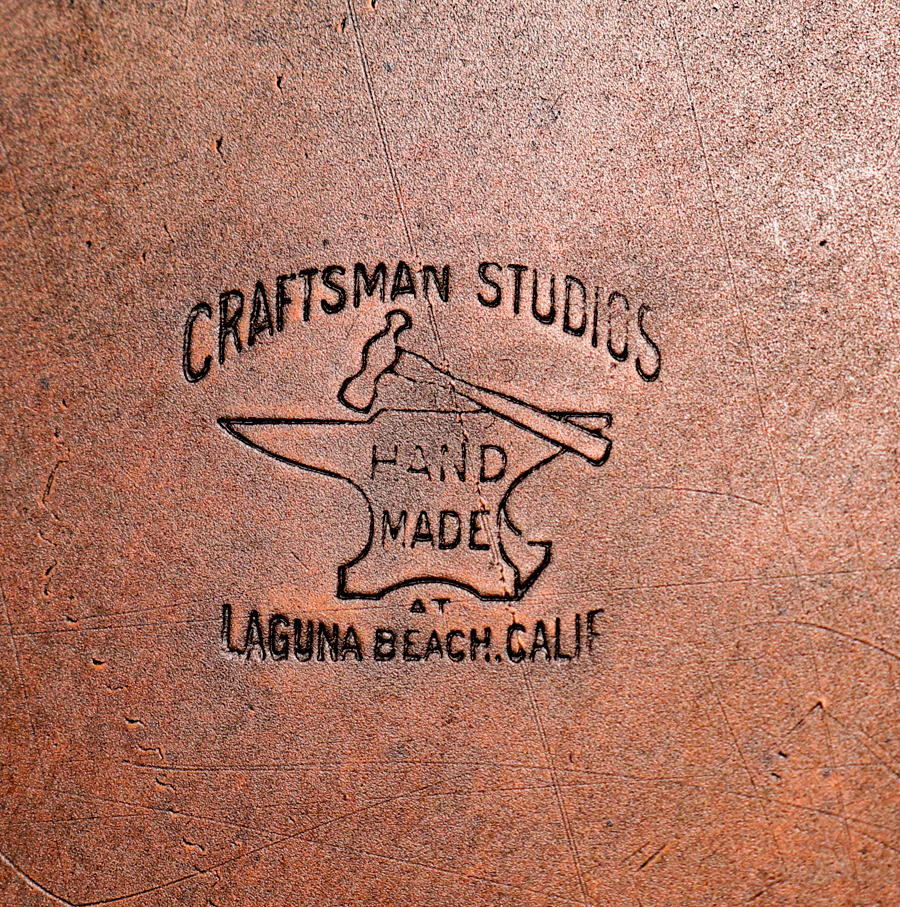 CRAFTSMAN STUDIOS
HAND
MADE
AT
LAGUNA BEACH. CALIF